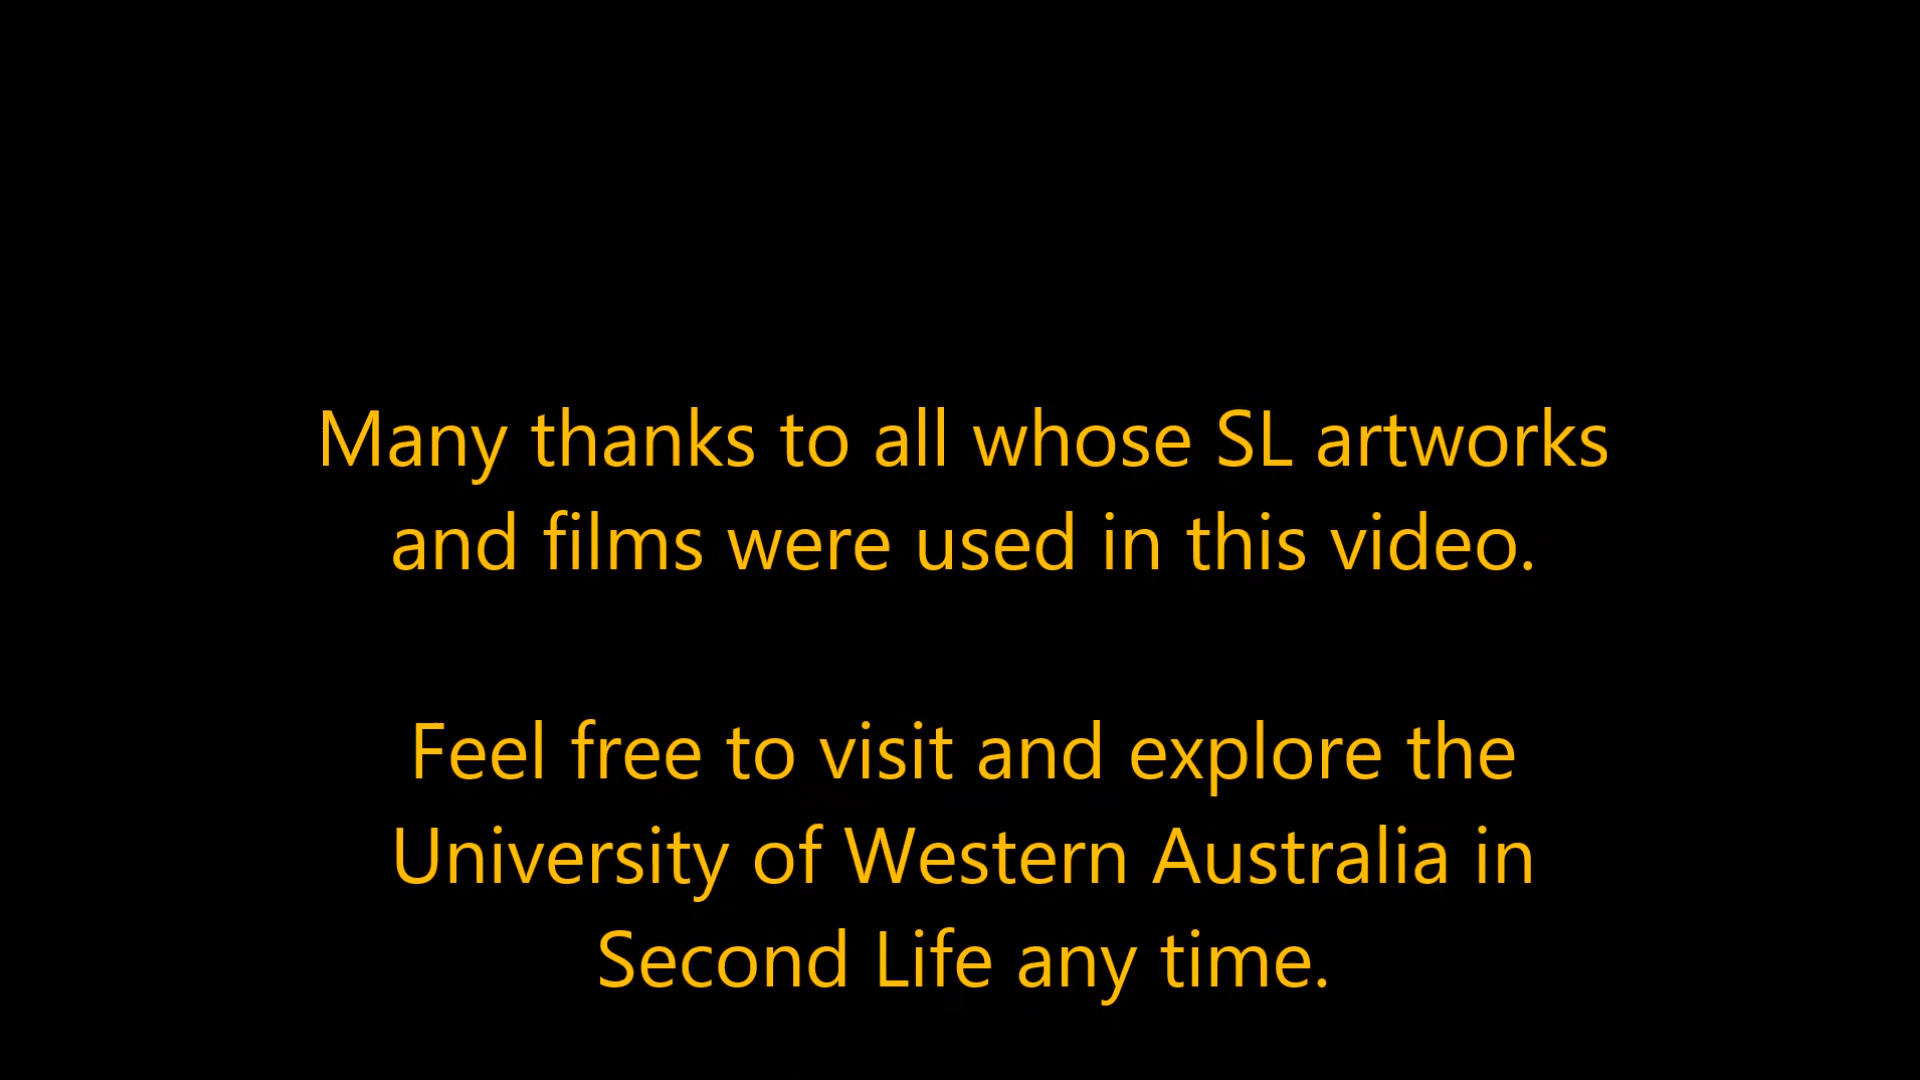 Many thanks to all whose SL artworks
and films were used in this video.
Feel free to visit and explore the
University of Western Australia in
Second Life any time.